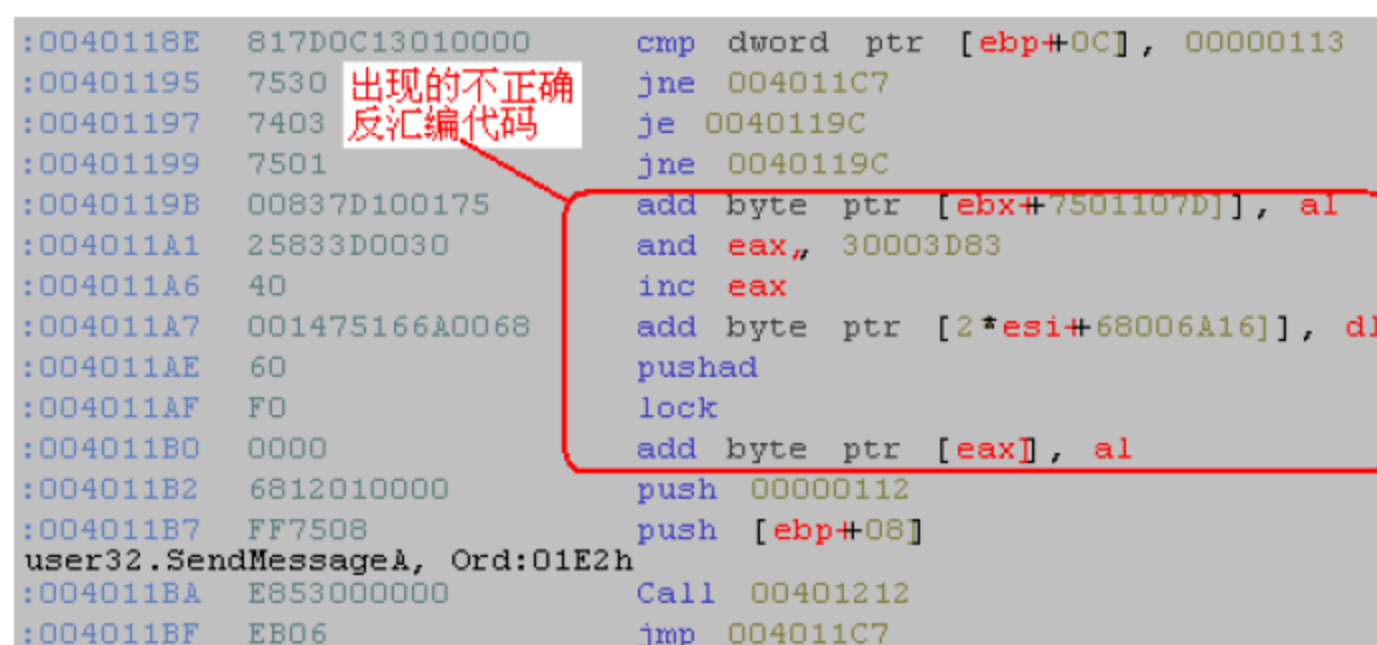 :0040118E 817D0C13010000 cmp dword ptr [ebp+0C], 00000113
:00401195 7530 jne 004011C7
:00401197 7403 je 0040119C
:00401199 7501 jne 0040119C
出现的不正确
反汇编代码
:0040119B 00837D100175 add byte ptr [ebx+7501107D]], al
:004011A1 25833D0030 and eax,, 30003D83
:004011A6 40 inc eax
:004011A7 001475166A0068 add byte ptr [2*esi+68006A16]], dl
:004011AE 60 pushad
:004011AF F0 lock
:004011B0 0000 add byte ptr [eax]], al
:004011B2 6812010000 push 00000112
:004011B7 FF7508 push [ebp+08]
user32.SendMessageA, Ord:01E2h
:004011BA E853000000 Call 00401212
:004011BF EB06 jmp 004011C7